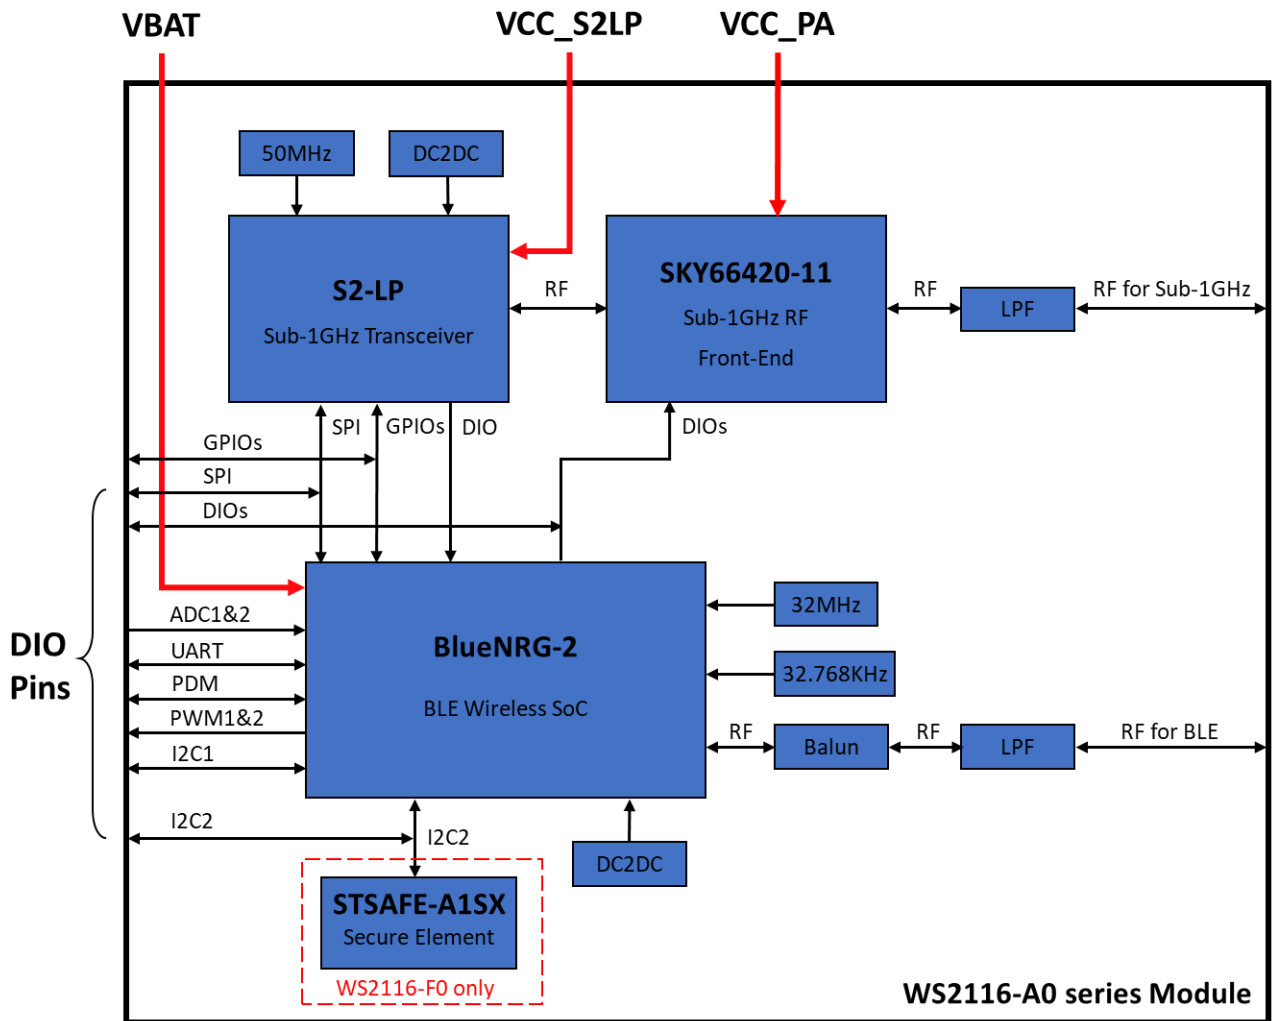 VBAT
VCC_S2LP
VCC_PA
50MHz
DC2DC
S2-LP
Sub-1GHz Transceiver
RF
SKY66420-11
Sub-1GHz RF
Front-End
RF
LPF
RF for Sub-1GHz
SPI
GPIOs
DIO
DIOs
GPIOs
SPI
DIOs
DIO
Pins
ADC1&2
UART
PDM
PWM1&2
I2C1
I2C2
BlueNRG-2
BLE Wireless SoC
32MHz
32.768KHz
RF
Balun
RF
LPF
RF for BLE
I2C2
DC2DC
STSAFE-A1SX
Secure Element
WS2116-F0 only
WS2116-A0 series Module